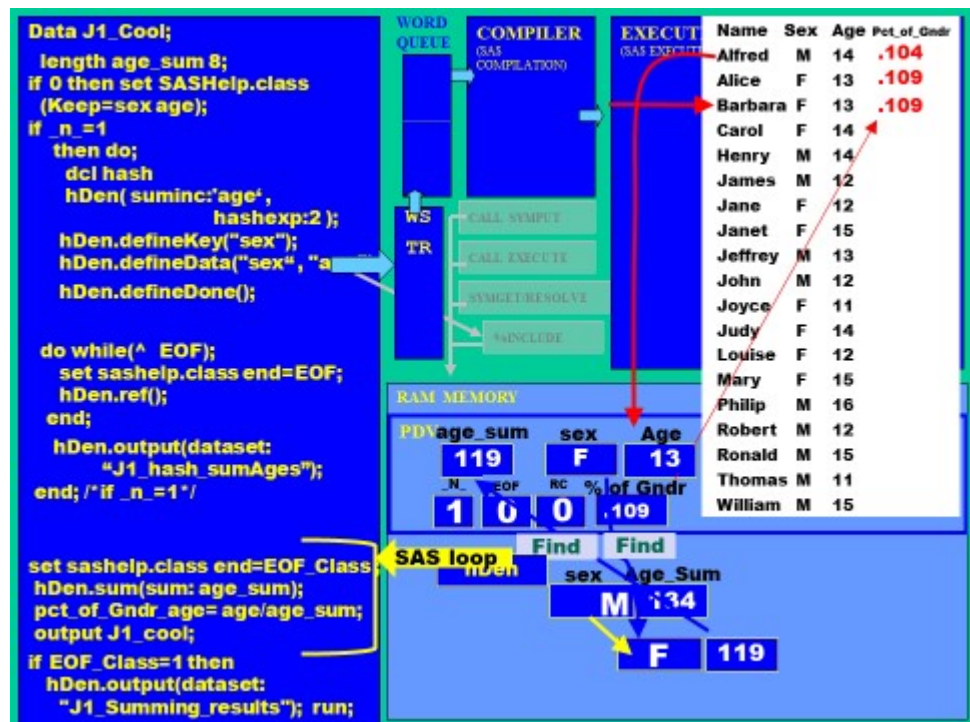 Data J1_Cool;
length age_sum 8;
if 0 then set SASHelp.class
(Keep=sex age);
if _n_=1
then do;
dcl hash
hDen( suminc:'age‘,
hashexp:2 );
hDen.defineKey("sex");
hDen.defineData("sex“, "a
hDen.defineDone();
do while(^ EOF);
set sashelp.class end=EOF;
hDen.ref();
end;
hDen.output(dataset:
“J1_hash_sumAges”);
end; /*if _n_=1*/
set sashelp.class end=EOF_Class
hDen.sum(sum: age_sum);
pct_of_Gndr_age= age/age_sum;
output J1_cool;
if EOF_Class=1 then
hDen.output(dataset:
"J1_Summing_results"); run;
WORD
QUEUE
WS
TR
COMPILER
(SAS
COMPILATION)
EXECUT
(SAS EXECUT
CALL SYMPUT
CALL EXECUTE
SYMGET/RESOLVE
%INCLUDE
Name Sex Age Pct_of_Gndr
Alfred M 14 .104
Alice F 13 .109
Barbara F 13 .109
Carol F 14
Henry M 14
James M 12
Jane F 12
Janet F 15
Jeffrey M 13
John M 12
Joyce F 11
Judy F 14
Louise F 12
Mary F 15
Philip M 16
Robert M 12
Ronald M 15
Thomas M 11
William M 15
RAM MEMORY
PDV age_sum sex Age
119 F 13
_N_ EOF RC % of Gndr
1 0 0 .109
Find Find
SAS loop
hDen
sex Age_Sum
M 134
F 119